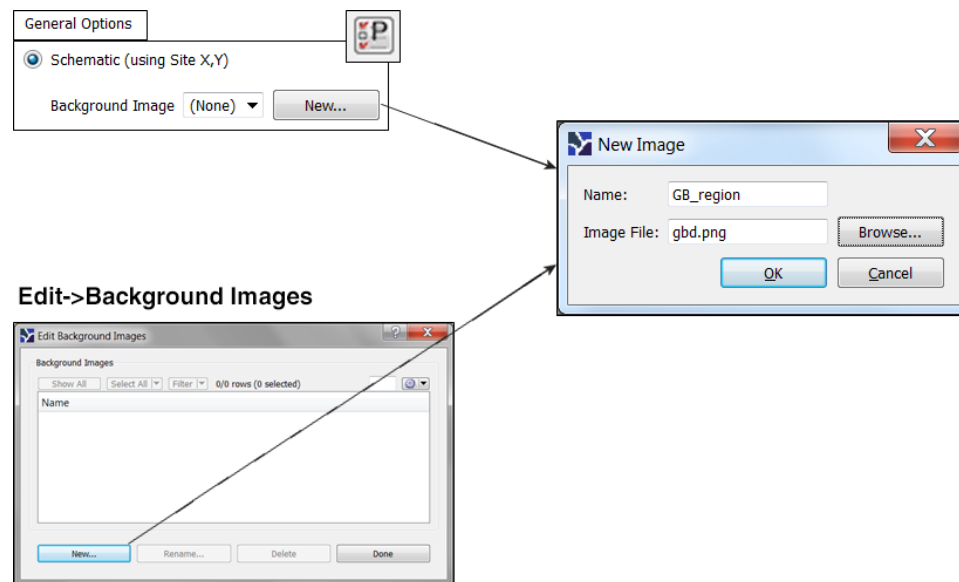 General Options
P
Schematic (using Site X,Y)
Background Image (None) New...
New Image
Name: GB_region
Image File: gbd.png Browse...
OK Cancel
Edit->Background Images
Edit Background Images ?
Background Images
Show All Select All Filter 0/0 rows (0 selected)
Name
New... Rename... Delete Done